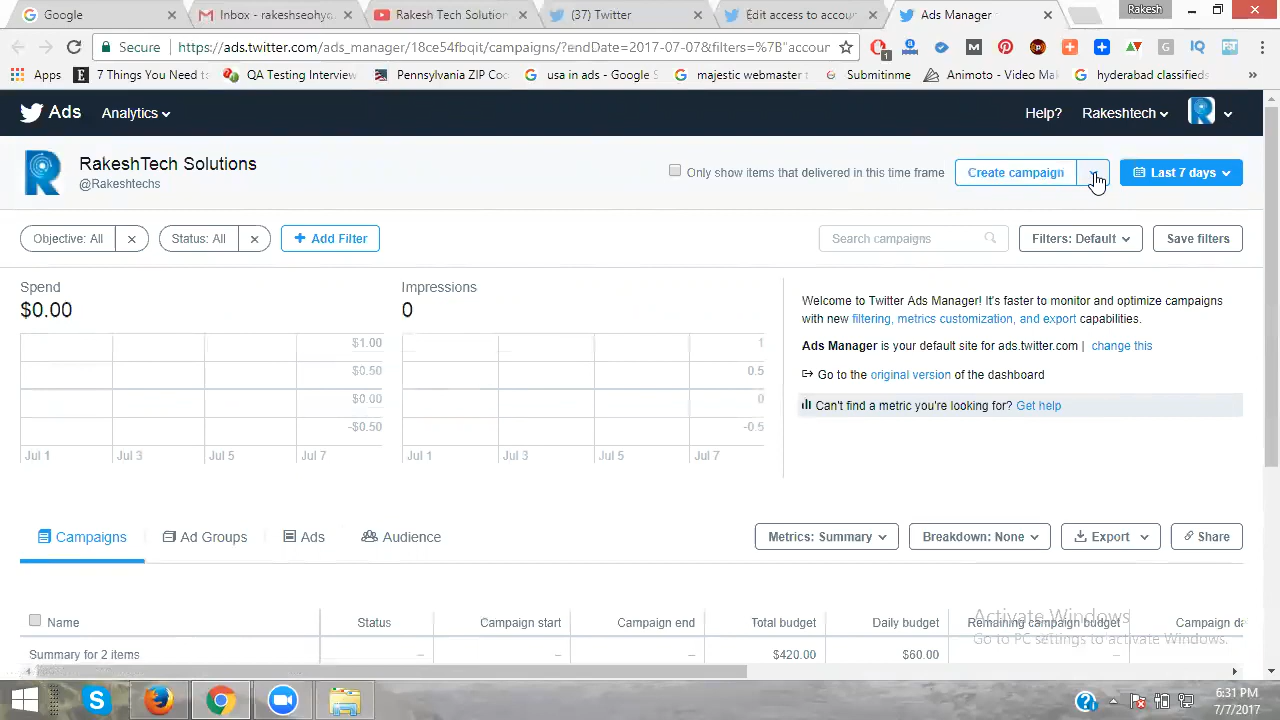 Google
Inbox - rakeshseohyd
Rakesh Tech Solution
(37) Twitter
Edit access to accou
Ads Manager
Rakesh
Secure
https://ads.twitter.com/ads_manager/18ce54fbqit/campaigns/?endDate=2017-07-07&filters=%7B"accour
1
Apps
7 Things You Need t
QA Testing Interview
Pennsylvania ZIP Co
usa in ads - Google S
majestic webmaster
Submitinme
Animoto - Video Ma
hyderabad classified
»
Ads
Analytics
Help?
Rakeshtech
RakeshTech Solutions
@Rakeshtechs
Only show items that delivered in this time frame
Create campaign
Last 7 days
Objective: All
Status: All
Add Filter
Search campaigns
Filters: Default
Save filters
Spend
$0.00
Impressions
0
$1.00
$0.50
$0.00
-$0.50
Jul 1
Jul 3
Jul 5
Jul 7
1
0.5
0
-0.5
Jul 1
Jul 3
Jul 5
Jul 7
Welcome to Twitter Ads Manager! It's faster to monitor and optimize campaigns
with new filtering, metrics customization, and export capabilities.
Ads Manager is your default site for ads.twitter.com | change this
Go to the original version of the dashboard
Can't find a metric you're looking for? Get help
Campaigns
Ad Groups
Ads
Audience
Metrics: Summary
Breakdown: None
Export
Share
Name
Status
Campaign start
Campaign end
Total budget
Daily budget
Remaining campaign budget
Campaign da
Summary for 2 items
–
–
–
$420.00
$60.00
–
Activate Windows
Go to PC settings to activate Windows.
6:31 PM
7/7/2017